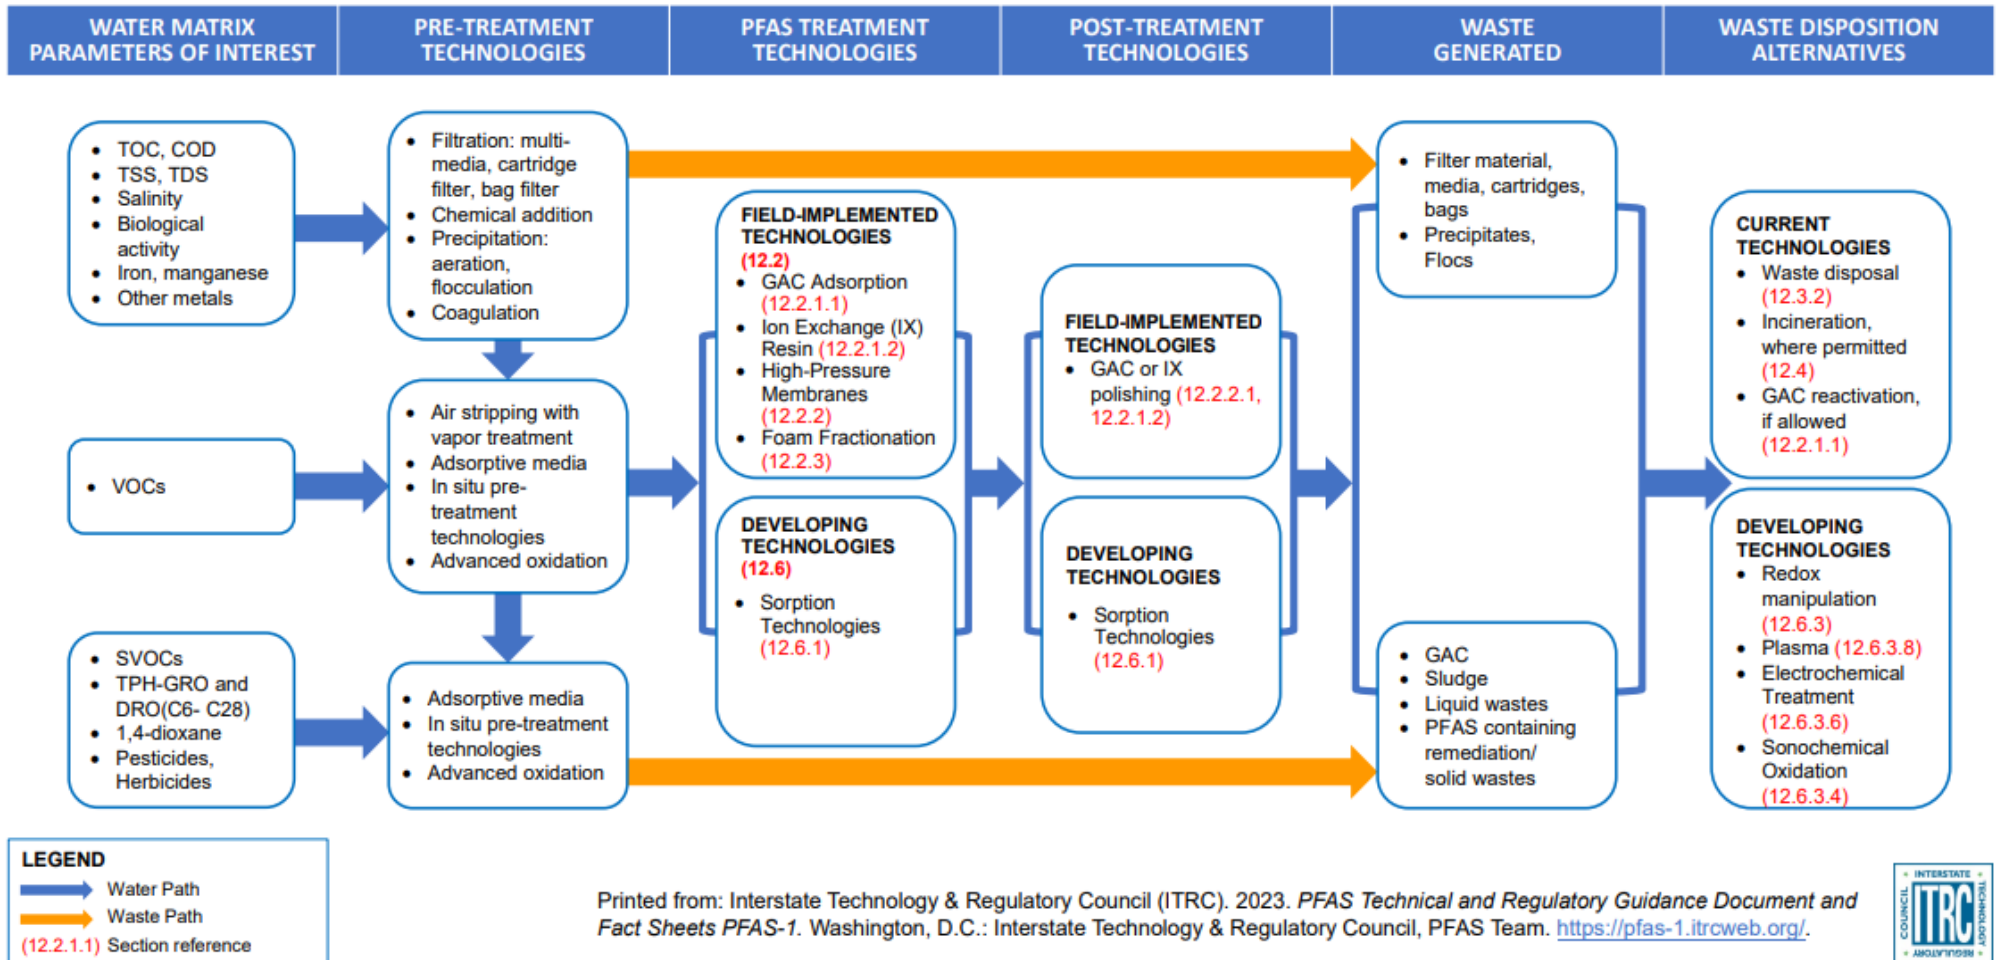 WATER MATRIX
PARAMETERS OF INTEREST
PRE-TREATMENT
TECHNOLOGIES
PFAS TREATMENT
TECHNOLOGIES
POST-TREATMENT
TECHNOLOGIES
WASTE
GENERATED
WASTE DISPOSITION
ALTERNATIVES
• TOC, COD
• TSS, TDS
• Salinity
• Biological
activity
• Iron, manganese
• Other metals
• VOCs
• SVOCs
• TPH-GRO and
DRO(C6- C28)
• 1,4-dioxane
• Pesticides,
Herbicides
• Filtration: multi-
media, cartridge
filter, bag filter
• Chemical addition
• Precipitation:
aeration,
flocculation
• Coagulation
• Air stripping with
vapor treatment
• Adsorptive media
• In situ pre-
treatment
technologies
• Advanced oxidation
• Adsorptive media
• In situ pre-treatment
technologies
• Advanced oxidation
FIELD-IMPLEMENTED
TECHNOLOGIES
(12.2)
• GAC Adsorption
(12.2.1.1)
• Ion Exchange (IX)
Resin (12.2.1.2)
• High-Pressure
Membranes
(12.2.2)
• Foam Fractionation
(12.2.3)
DEVELOPING
TECHNOLOGIES
(12.6)
• Sorption
Technologies
(12.6.1)
FIELD-IMPLEMENTED
TECHNOLOGIES
• GAC or IX
polishing (12.2.2.1,
12.2.1.2)
DEVELOPING
TECHNOLOGIES
• Sorption
Technologies
(12.6.1)
• Filter material,
media, cartridges,
bags
• Precipitates,
Flocs
• GAC
• Sludge
• Liquid wastes
• PFAS containing
remediation/
solid wastes
CURRENT
TECHNOLOGIES
• Waste disposal
(12.3.2)
• Incineration,
where permitted
(12.4)
• GAC reactivation,
if allowed
(12.2.1.1)
DEVELOPING
TECHNOLOGIES
• Redox
manipulation
(12.6.3)
• Plasma (12.6.3.8)
• Electrochemical
Treatment
(12.6.3.6)
• Sonochemical
Oxidation
(12.6.3.4)
LEGEND
Water Path
Waste Path
(12.2.1.1) Section reference
Printed from: Interstate Technology & Regulatory Council (ITRC). 2023. PFAS Technical and Regulatory Guidance Document and
Fact Sheets PFAS-1. Washington, D.C.: Interstate Technology & Regulatory Council, PFAS Team. https://pfas-1.itrcweb.org/.
INTERSTATE
TECHNOLOGY
REGULATORY
COUNCIL
ITRC